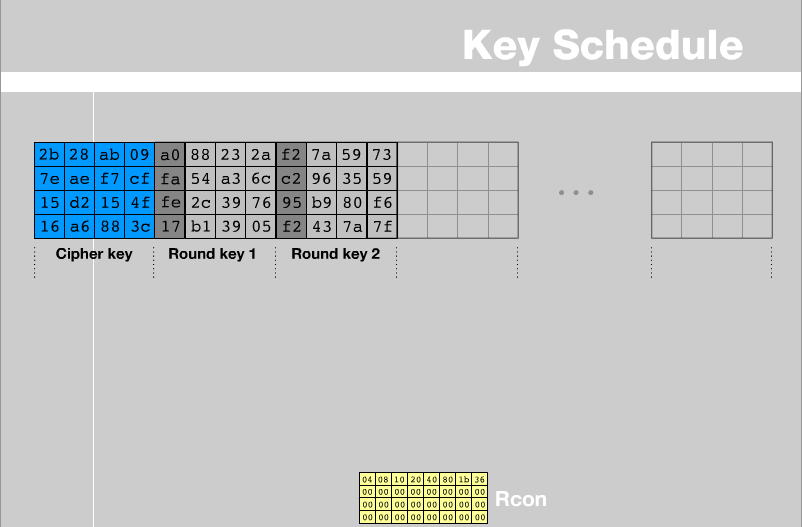 Key Schedule
2b 28 ab 09 a0 88 23 2a f2 7a 59 73
7e ae f7 cf fa 54 a3 6c c2 96 35 59
15 d2 15 4f fe 2c 39 76 95 b9 80 f6
16 a6 88 3c 17 b1 39 05 f2 43 7a 7f
...
Cipher key Round key 1 Round key 2
04 08 10 20 40 80 1b 36
00 00 00 00 00 00 00 00
00 00 00 00 00 00 00 00
00 00 00 00 00 00 00 00
Rcon